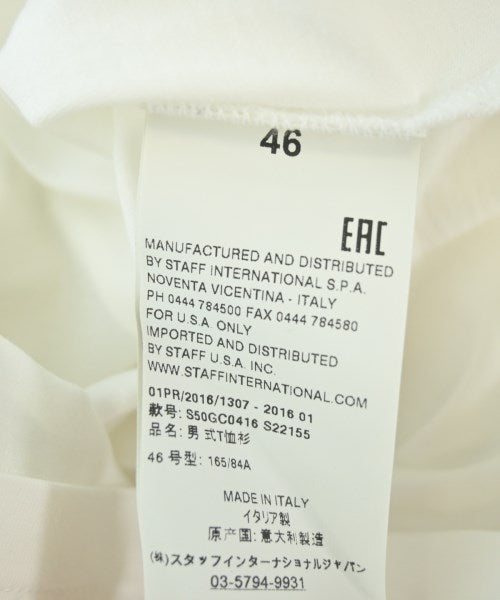 46
EAC
MANUFACTURED AND DISTRIBUTED
BY STAFF INTERNATIONAL S.P.A.
NOVENTA VICENTINA - ITALY
PH 0444 784500 FAX 0444 784580
FOR U.S.A. ONLY
IMPORTED AND DISTRIBUTED
BY STAFF U.S.A. INC.
WWW.STAFFINTERNATIONAL.COM
01PR/2016/1307 - 2016 01
款号: S50GC0416 S22155
品名: 男式T恤衫
46 号型: 165/84A
MADE IN ITALY
イタリア製
原产国: 意大利製造
(株)スタッフインターナショナルジャパン
03-5794-9931